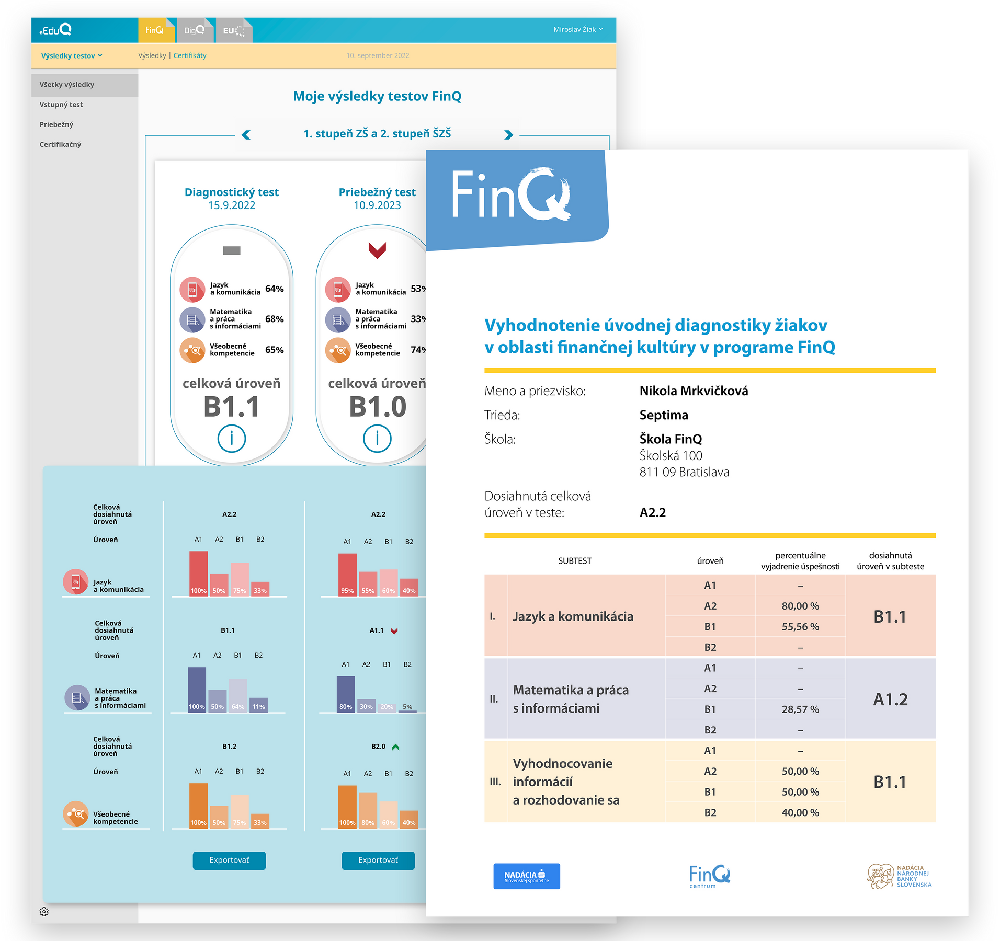 .EduQ
FinQ
DigQ
EU
Miroslav Žiak
Výsledky testov
Výsledky | Certifikáty
10. september 2022
Všetky výsledky
Vstupný test
Priebežný
Certifikačný
Moje výsledky testov FinQ
1. stupeň ZŠ a 2. stupeň ŠZŠ
Diagnostický test
15.9.2022
Jazyk
a komunikácia 64%
Matematika
a práca
s informáciami 68%
Všeobecné
kompetencie 65%
celková úroveň
B1.1
i
Priebežný test
10.9.2023
Jazyk
a komunikácia 53%
Matematika
a práca
s informáciami 33%
Všeobecné
kompetencie 74%
celková úroveň
B1.0
i
Celková
dosiahnutá
úroveň
A2.2
A2.2
Úroveň
A1 A2 B1 B2
A1 A2 B1 B2
Jazyk
a komunikácia
100% 50% 75% 33%
95% 55% 60% 40%
Celková
dosiahnutá
úroveň
B1.1
A1.1
Úroveň
A1 A2 B1 B2
A1 A2 B1 B2
Matematika
a práca
s informáciami
100% 50% 64% 11%
80% 30% 20% 5%
Celková
dosiahnutá
úroveň
B1.2
B2.0
Úroveň
A1 A2 B1 B2
A1 A2 B1 B2
Všeobecné
kompetencie
100% 50% 75% 33%
100% 80% 60% 40%
Exportovať
Exportovať
FinQ
Vyhodnotenie úvodnej diagnostiky žiakov
v oblasti finančnej kultúry v programe FinQ
Meno a priezvisko: Nikola Mrkvičková
Trieda: Septima
Škola: Škola FinQ
Školská 100
811 09 Bratislava
Dosiahnutá celková
úroveň v teste: A2.2
SUBTEST
úroveň
percentuálne
vyjadrenie úspešnosti
dosiahnutá
úroveň v subteste
I. Jazyk a komunikácia
A1 –
A2 80,00 %
B1 55,56 %
B2 –
B1.1
II. Matematika a práca
s informáciami
A1 –
A2 –
B1 28,57 %
B2 –
A1.2
III. Vyhodnocovanie
informácií
a rozhodovanie sa
A1 –
A2 50,00 %
B1 50,00 %
B2 40,00 %
B1.1
NADÁCIA
Slovenskej sporiteľne
FinQ
centrum
NADÁCIA
NÁRODNEJ
BANKY
SLOVENSKA